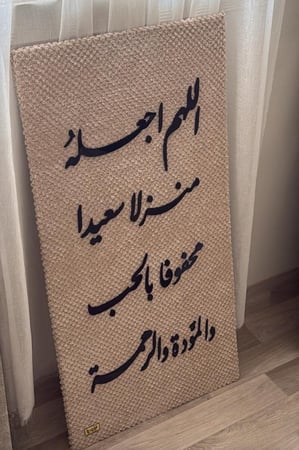 اللهم اجعلهُ
منزلا سعيدا
محفوفا بالحب
والمودة والرحمة